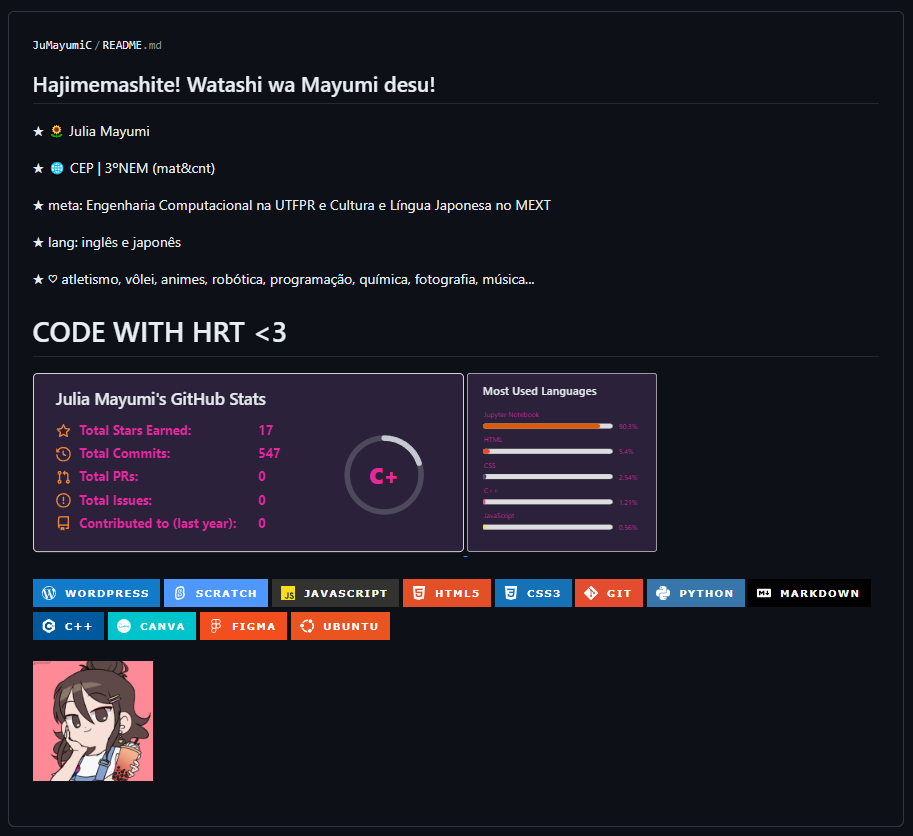 JuMayumiC / README.md
Hajimemashite! Watashi wa Mayumi desu!
★ 🌻 Julia Mayumi
★ 🌐 CEP | 3ºNEM (mat&cnt)
★ meta: Engenharia Computacional na UTFPR e Cultura e Língua Japonesa no MEXT
★ lang: inglês e japonês
★ ♡ atletismo, vôlei, animes, robótica, programação, química, fotografia, música...
CODE WITH HRT <3
Julia Mayumi's GitHub Stats
Total Stars Earned: 17
Total Commits: 547
Total PRs: 0
Total Issues: 0
Contributed to (last year): 0
C+
Most Used Languages
Jupyter Notebook
90.5%
HTML
5.4%
CSS
2.54%
C++
1.21%
JavaScript
0.56%
WORDPRESS SCRATCH JS JAVASCRIPT HTML5 CSS3 GIT PYTHON MARKDOWN
C++ CANVA FIGMA UBUNTU